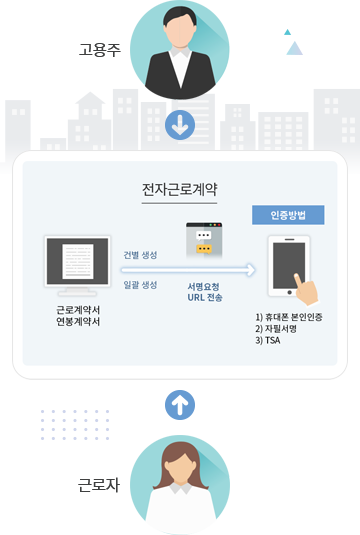 고용주
전자근로계약
인증방법
건별 생성
일괄 생성
서명요청
URL 전송
근로계약서
연봉계약서
1) 휴대폰 본인인증
2) 자필서명
3) TSA
근로자